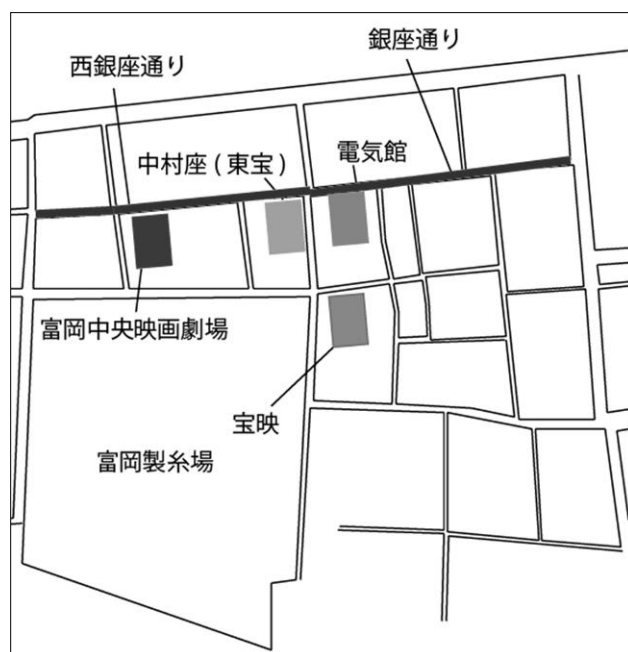 銀座通り
西銀座通り
電気館
中村座(東宝)
富岡中央映画劇場
宝映
富岡製糸場